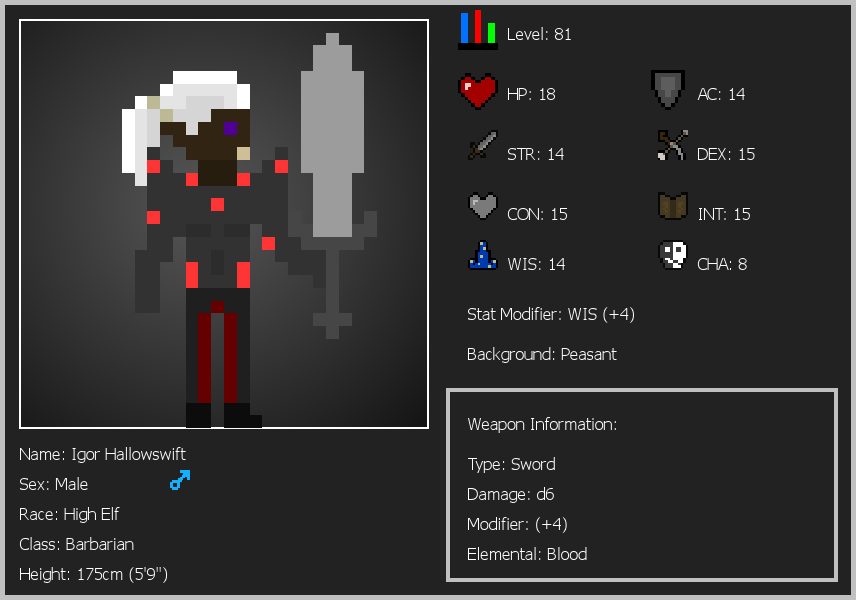 Level: 81
HP: 18
AC: 14
STR: 14
DEX: 15
CON: 15
INT: 15
WIS: 14
CHA: 8
Stat Modifier: WIS (+4)
Background: Peasant
Weapon Information:
Type: Sword
Damage: d6
Modifier: (+4)
Elemental: Blood
Name: Igor Hallowswift
Sex: Male
Race: High Elf
Class: Barbarian
Height: 175cm (5'9")